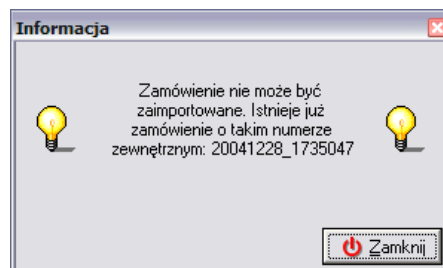 Informacja
Zamówienie nie może być
zaimportowane. Istnieje już
zamówienie o takim numerze
zewnętrznym: 20041228_1735047
Zamknij